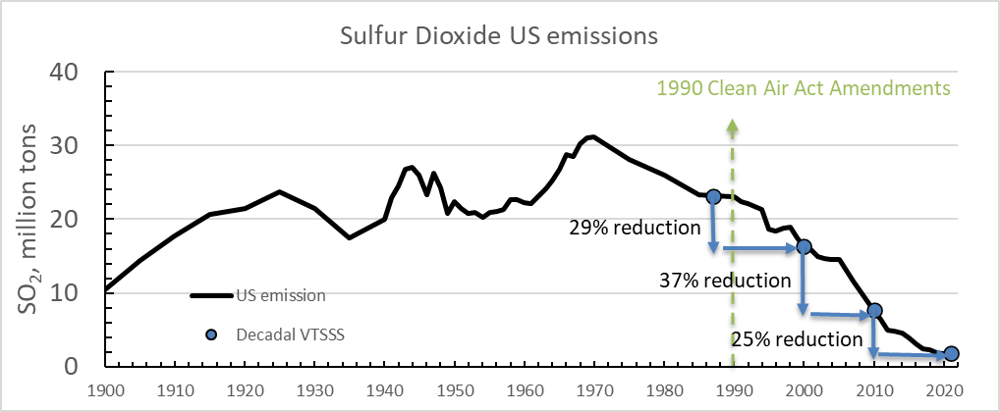 Sulfur Dioxide US emissions
40
30
20
10
0
SO2, million tons
1990 Clean Air Act Amendments
29% reduction
37% reduction
25% reduction
US emission
Decadal VTSSS
1900 1910 1920 1930 1940 1950 1960 1970 1980 1990 2000 2010 2020